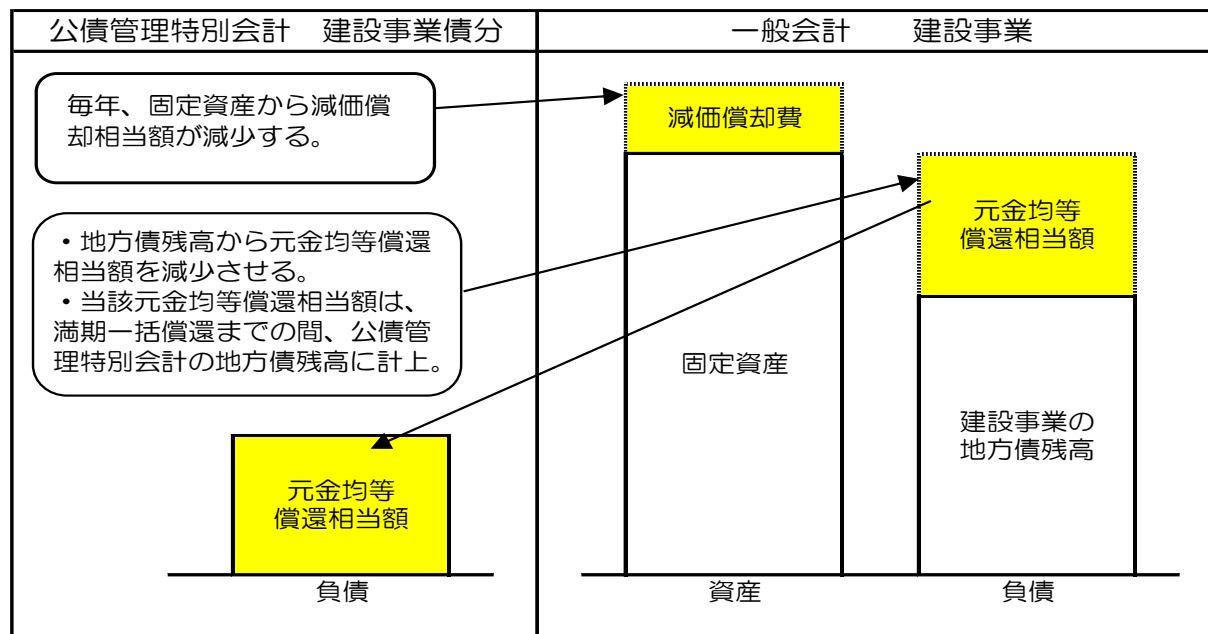 公債管理特別会計　建設事業債分
一般会計　　建設事業
毎年、固定資産から減価償
却相当額が減少する。
・地方債残高から元金均等償還
相当額を減少させる。
・当該元金均等償還相当額は、
満期一括償還までの間、公債管
理特別会計の地方債残高に計上。
元金均等
償還相当額
負債
減価償却費
固定資産
資産
元金均等
償還相当額
建設事業の
地方債残高
負債